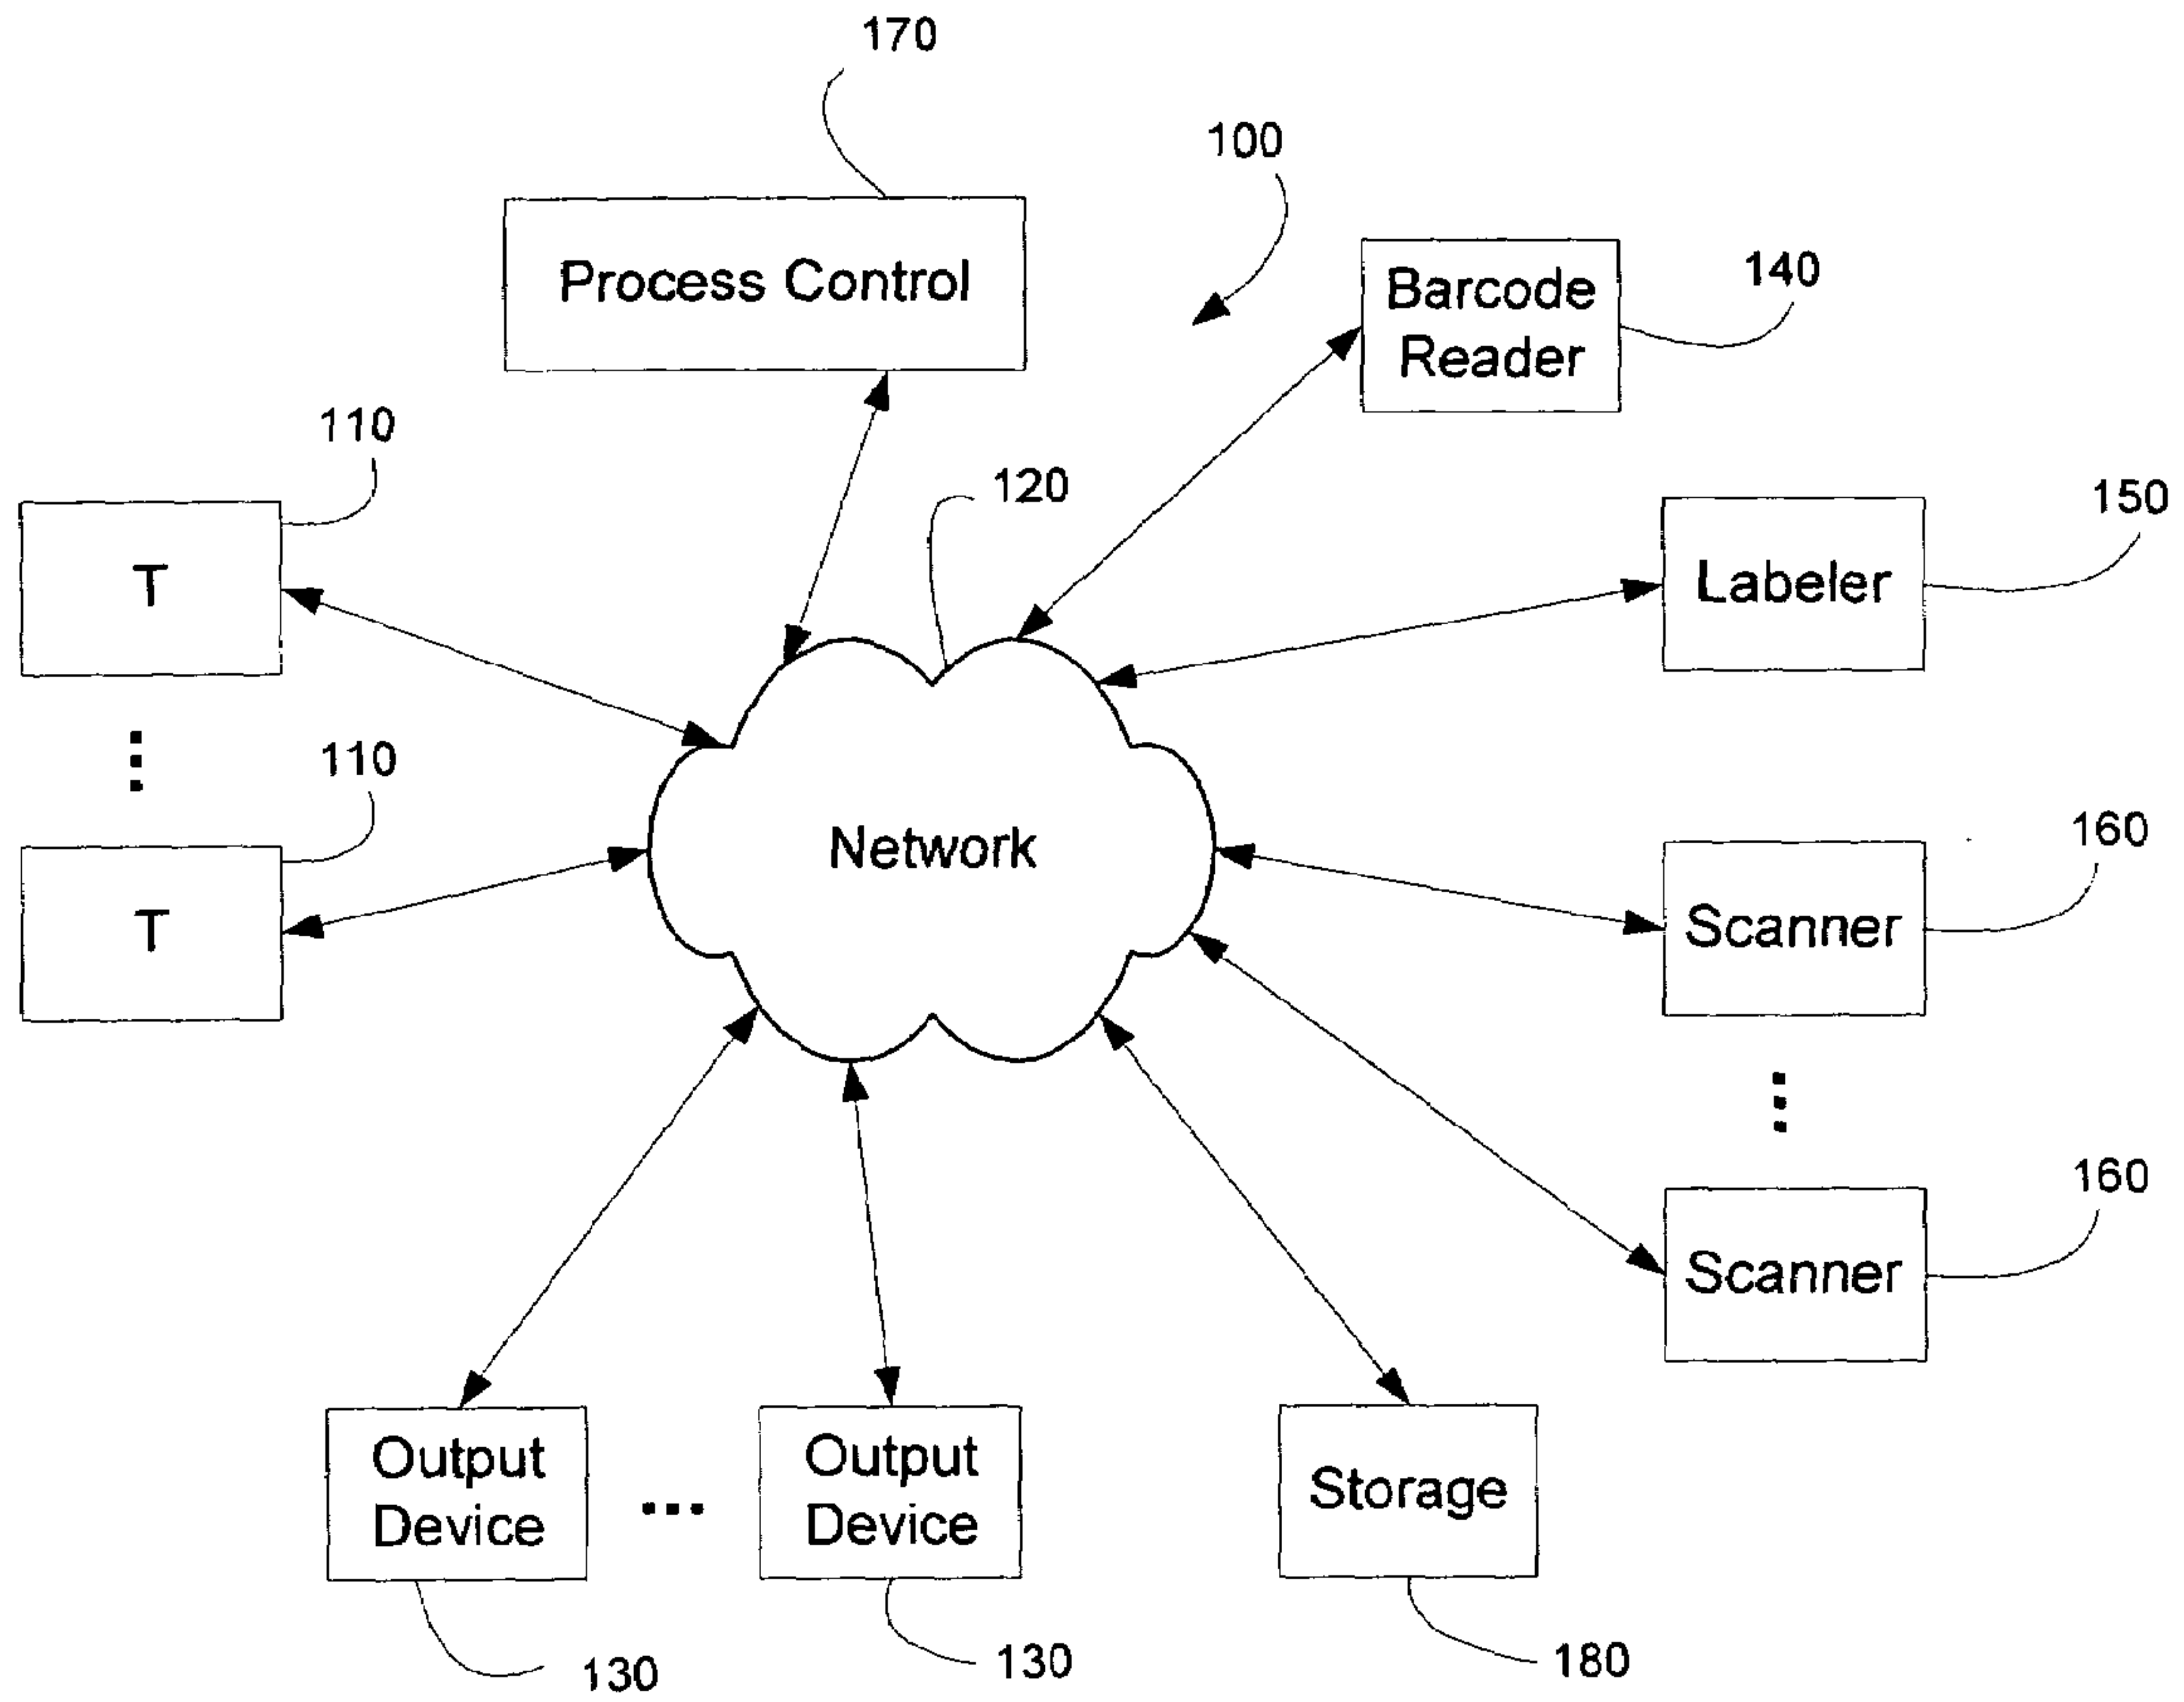 170
100
Process Control
Barcode
Reader
140
110
120
150
T
Labeler
110
Network
160
T
Scanner
160
Scanner
Output
Device
Output
Device
Storage
130
130
180